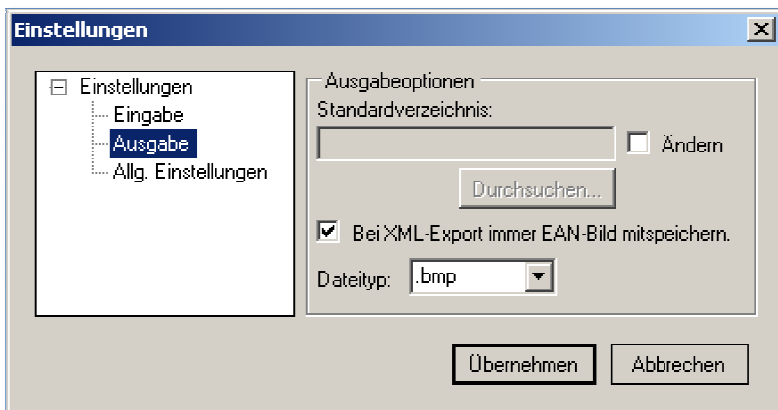 Einstellungen
Einstellungen
Eingabe
Ausgabe
Allg. Einstellungen
Ausgabeoptionen
Standardverzeichnis:
Ändern
Durchsuchen...
Bei XML-Export immer EAN-Bild mitspeichern.
Dateityp: .bmp
Übernehmen Abbrechen